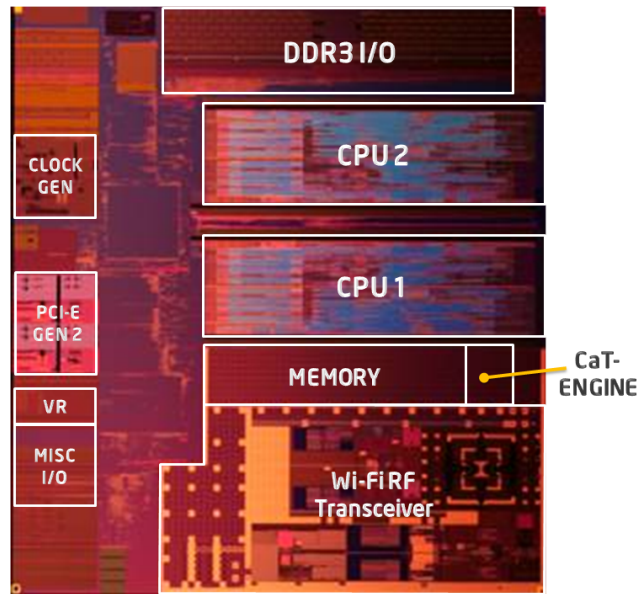 DDR3 I/O
CPU 2
CLOCK
GEN
CPU 1
PCI-E
GEN 2
MEMORY
CaT-
ENGINE
VR
MISC
I/O
Wi-Fi RF
Transceiver